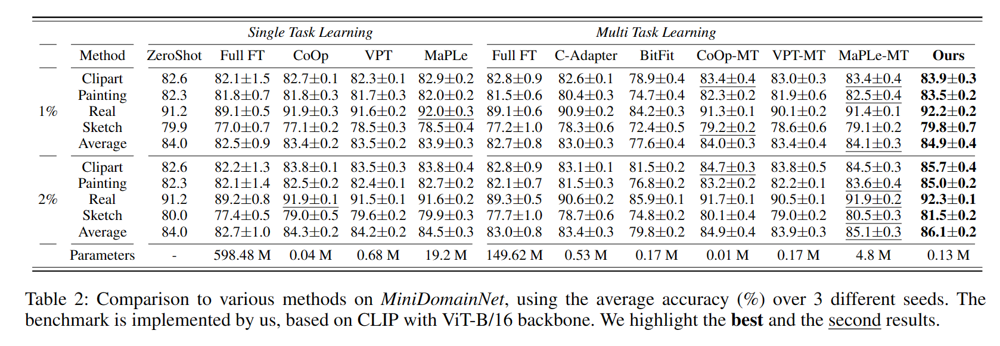 Single Task Learning Multi Task Learning
Method ZeroShot Full FT CoOp VPT MaPLe Full FT C-Adapter BitFit CoOp-MT VPT-MT MaPLe-MT Ours
Clipart 82.6 82.1±1.5 82.7±0.1 82.3±0.1 82.9±0.2 82.8±0.9 82.6±0.1 78.9±0.4 83.4±0.4 83.0±0.3 83.4±0.4 83.9±0.3
Painting 82.3 81.8±0.7 81.8±0.3 81.7±0.3 82.0±0.2 81.5±0.6 80.4±0.3 74.7±0.4 82.3±0.2 81.9±0.6 82.5±0.4 83.5±0.2
1% Real 91.2 89.1±0.5 91.9±0.3 91.6±0.2 92.0±0.3 89.1±0.6 90.9±0.2 84.2±0.3 91.3±0.1 90.1±0.2 91.4±0.1 92.2±0.2
Sketch 79.9 77.0±0.7 77.1±0.2 78.5±0.3 78.5±0.4 77.2±1.0 78.3±0.6 72.4±0.5 79.2±0.2 78.6±0.6 79.1±0.2 79.8±0.7
Average 84.0 82.5±0.9 83.4±0.2 83.5±0.2 83.9±0.3 82.7±0.8 83.0±0.3 77.6±0.4 84.0±0.3 83.4±0.4 84.1±0.3 84.9±0.4
Clipart 82.6 82.2±1.3 83.8±0.1 83.5±0.3 83.8±0.4 82.8±0.9 83.1±0.1 81.5±0.2 84.7±0.3 83.8±0.5 84.5±0.3 85.7±0.4
Painting 82.3 82.1±1.4 82.5±0.2 82.4±0.1 82.7±0.2 82.1±0.7 81.5±0.3 76.8±0.2 83.2±0.2 82.2±0.1 83.6±0.4 85.0±0.2
2% Real 91.2 89.2±0.8 91.9±0.1 91.5±0.1 91.6±0.2 89.3±0.5 90.6±0.2 85.9±0.1 91.7±0.1 90.5±0.1 91.9±0.2 92.3±0.1
Sketch 80.0 77.4±0.5 79.0±0.5 79.6±0.2 79.9±0.3 77.7±1.0 78.7±0.6 74.8±0.2 80.1±0.4 79.0±0.2 80.5±0.3 81.5±0.2
Average 84.0 82.7±1.0 84.3±0.2 84.2±0.2 84.5±0.3 83.0±0.8 83.4±0.3 79.8±0.2 84.9±0.4 83.9±0.3 85.1±0.3 86.1±0.2
Parameters - 598.48 M 0.04 M 0.68 M 19.2 M 149.62 M 0.53 M 0.17 M 0.01 M 0.17 M 4.8 M 0.13 M
Table 2: Comparison to various methods on MiniDomainNet, using the average accuracy (%) over 3 different seeds. The
benchmark is implemented by us, based on CLIP with ViT-B/16 backbone. We highlight the best and the second results.